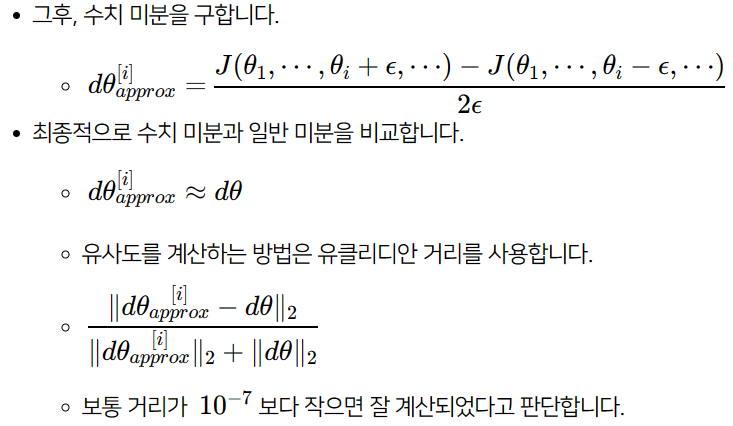 • 그후, 수치 미분을 구합니다.
◦ $d\theta_{approx}^{[i]} = \frac{J(\theta_1, \cdots, \theta_i + \epsilon, \cdots) - J(\theta_1, \cdots, \theta_i - \epsilon, \cdots)}{2\epsilon}$
• 최종적으로 수치 미분과 일반 미분을 비교합니다.
◦ $d\theta_{approx}^{[i]} \approx d\theta$
◦ 유사도를 계산하는 방법은 유클리디안 거리를 사용합니다.
◦ $\frac{\|d\theta_{approx}^{[i]} - d\theta\|_2}{\|d\theta_{approx}^{[i]}\|_2 + \|d\theta\|_2}$
◦ 보통 거리가 $10^{-7}$ 보다 작으면 잘 계산되었다고 판단합니다.